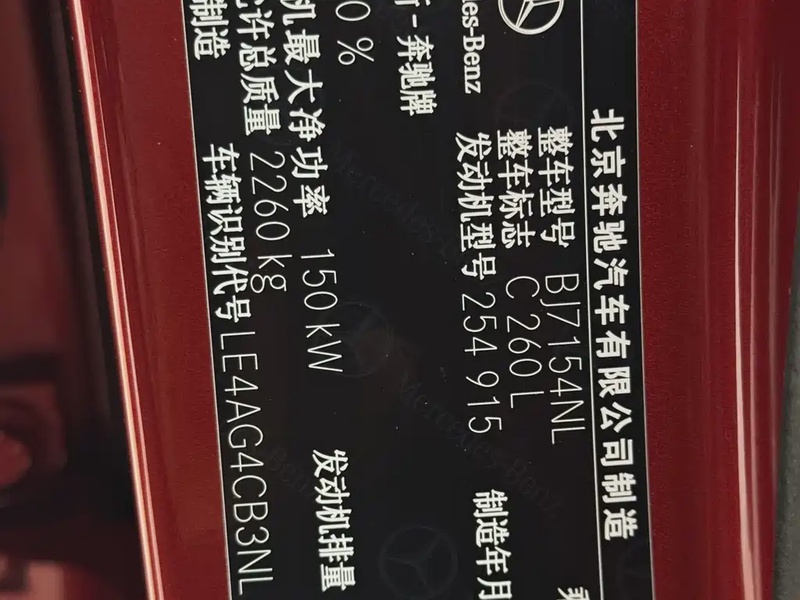 北京奔驰汽车有限公司制造
整车型号 BJ7154NL
整车标志 C 260 L
发动机型号 254 915
制造年月
es-Benz
-奔驰牌
0 %
机最大净功率 150 kW
发动机排量
许总质量 2260 kg
车辆识别代号 LE4AG4CB3NL
制造
Mercedes-Benz